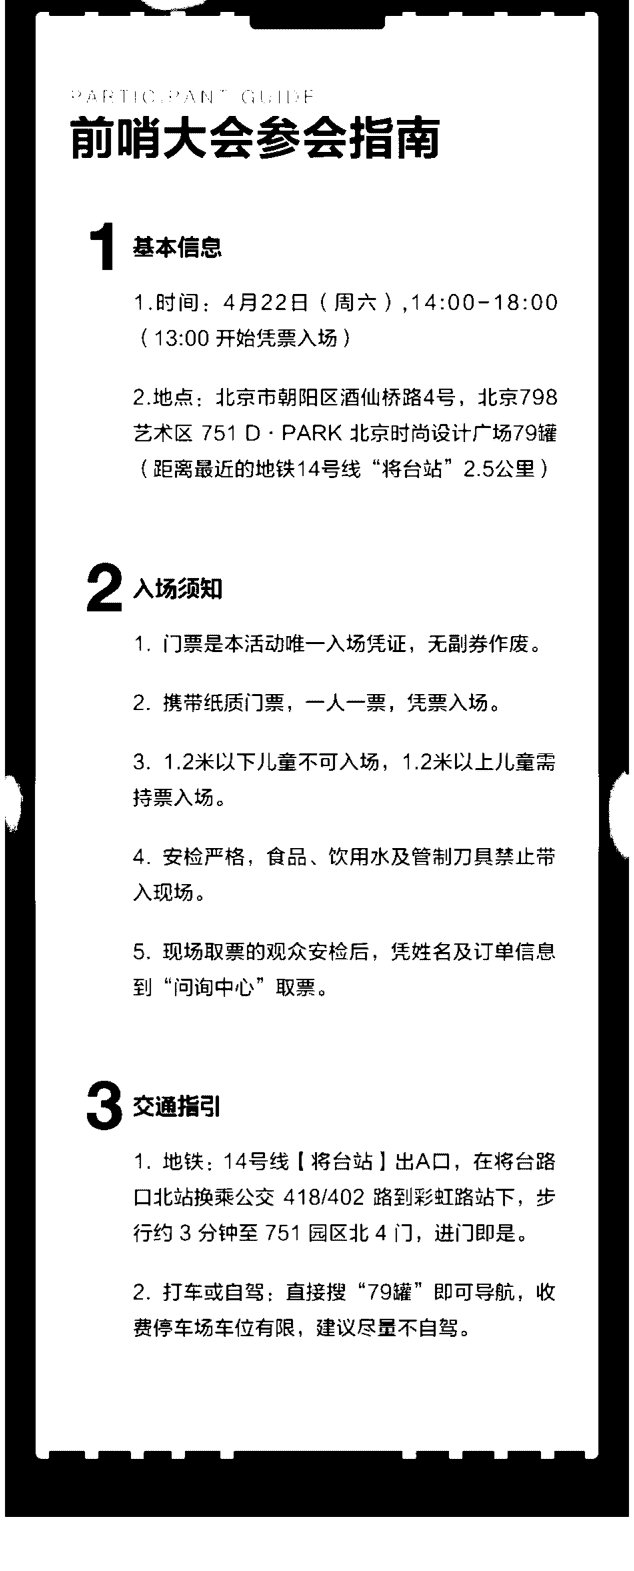 PARTICIPANT GUIDE
前哨大会参会指南
1 基本信息
1.时间：4月22日（周六）,14:00-18:00
（13:00 开始凭票入场）
2.地点：北京市朝阳区酒仙桥路4号，北京798
艺术区 751 D · PARK 北京时尚设计广场79罐
（距离最近的地铁14号线“将台站”2.5公里）
2 入场须知
1. 门票是本活动唯一入场凭证，无副券作废。
2. 携带纸质门票，一人一票，凭票入场。
3. 1.2米以下儿童不可入场，1.2米以上儿童需
持票入场。
4. 安检严格，食品、饮用水及管制刀具禁止带
入现场。
5. 现场取票的观众安检后，凭姓名及订单信息
到“问询中心”取票。
3 交通指引
1. 地铁：14号线【将台站】出A口，在将台路
口北站换乘公交 418/402 路到彩虹路站下，步
行约 3 分钟至 751 园区北 4 门，进门即是。
2. 打车或自驾：直接搜“79罐”即可导航，收
费停车场车位有限，建议尽量不自驾。